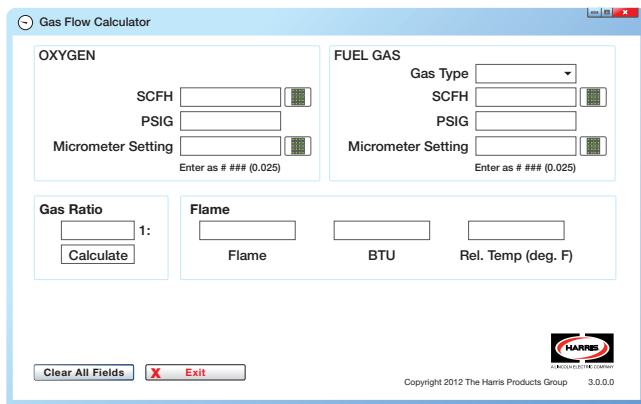 Gas Flow Calculator
OXYGEN
SCFH
PSIG
Micrometer Setting
Enter as # ### (0.025)
FUEL GAS
Gas Type
SCFH
PSIG
Micrometer Setting
Enter as # ### (0.025)
Gas Ratio
1:
Calculate
Flame
Flame BTU Rel. Temp (deg. F)
HARRIS
A LINCOLN ELECTRIC COMPANY
Clear All Fields X Exit
Copyright 2012 The Harris Products Group 3.0.0.0